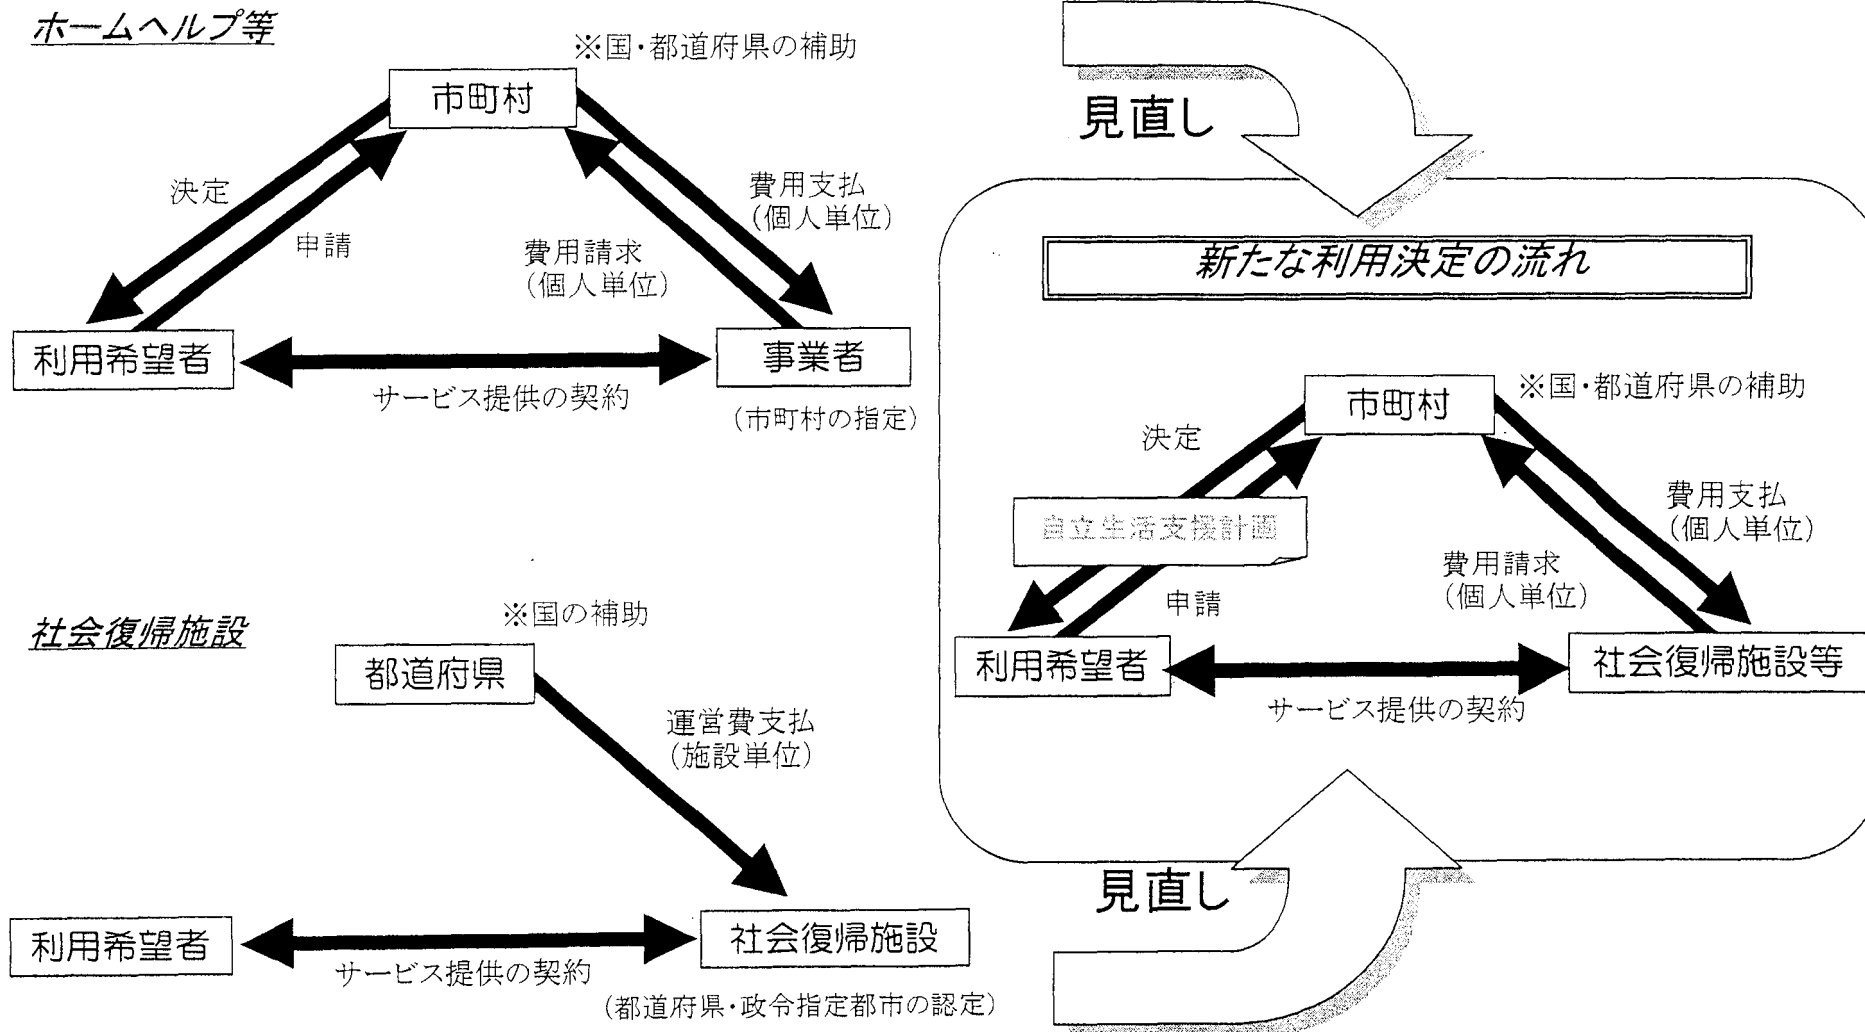 ホームヘルプ等
※国・都道府県の補助
市町村
決定
申請
費用支払
(個人単位)
費用請求
(個人単位)
利用希望者
事業者
サービス提供の契約
(市町村の指定)
社会復帰施設
※国の補助
都道府県
運営費支払
(施設単位)
利用希望者
社会復帰施設
サービス提供の契約
(都道府県・政令指定都市の認定)
見直し
新たな利用決定の流れ
市町村
※国・都道府県の補助
決定
自立生活支援計画
申請
費用支払
(個人単位)
費用請求
(個人単位)
利用希望者
社会復帰施設等
サービス提供の契約
見直し